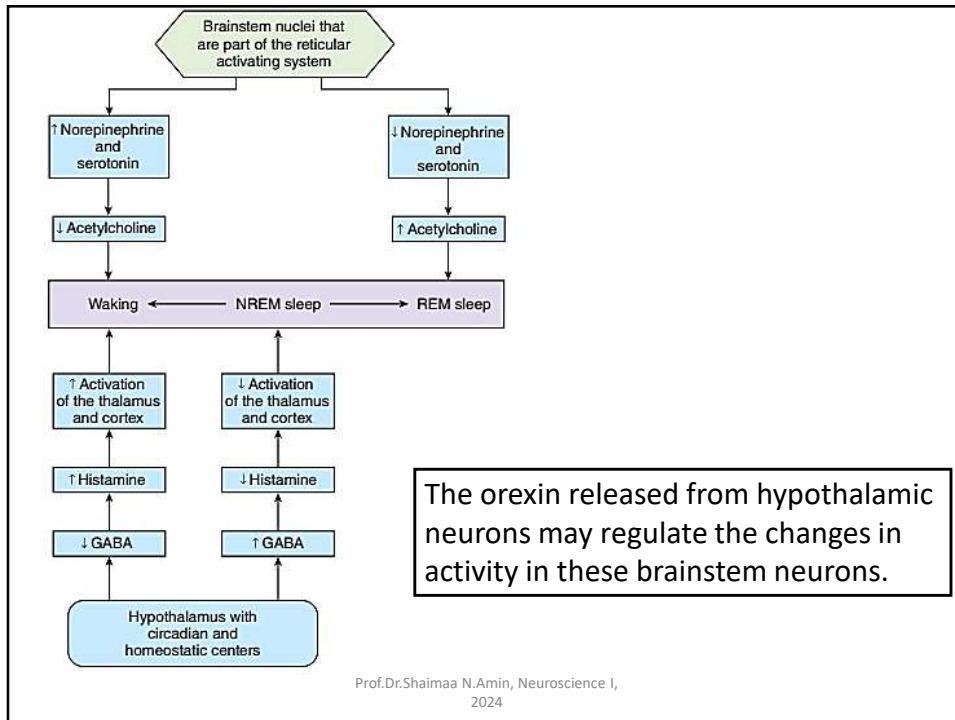 Brainstem nuclei that
are part of the reticular
activating system
↑Norepinephrine
and
serotonin
↓Norepinephrine
and
serotonin
↓Acetylcholine
↑ Acetylcholine
Waking
NREM sleep
REM sleep
↑ Activation
of the thalamus
and cortex
↓ Activation
of the thalamus
and cortex
↑Histamine
↓Histamine
↓GABA
↑GABA
Hypothalamus with
circadian and
homeostatic centers
The orexin released from hypothalamic
neurons may regulate the changes in
activity in these brainstem neurons.
Prof.Dr.Shaimaa N.Amin, Neuroscience I,
2024